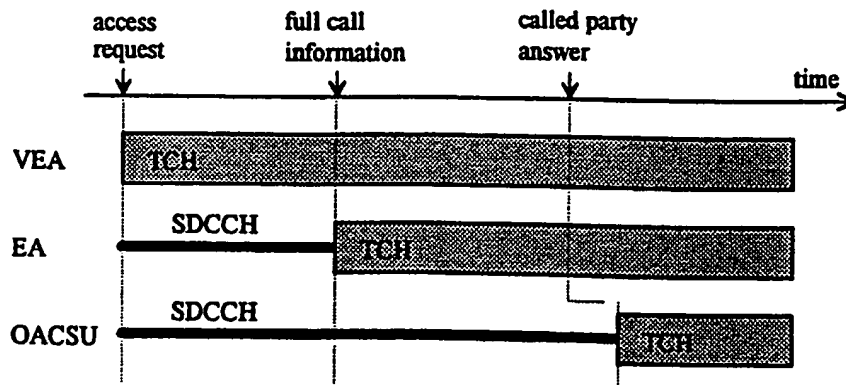 access
request
full call
information
called party
answer
time
VEA
TCH
SDCCH
EA
TCH
SDCCH
OACSU
TCH